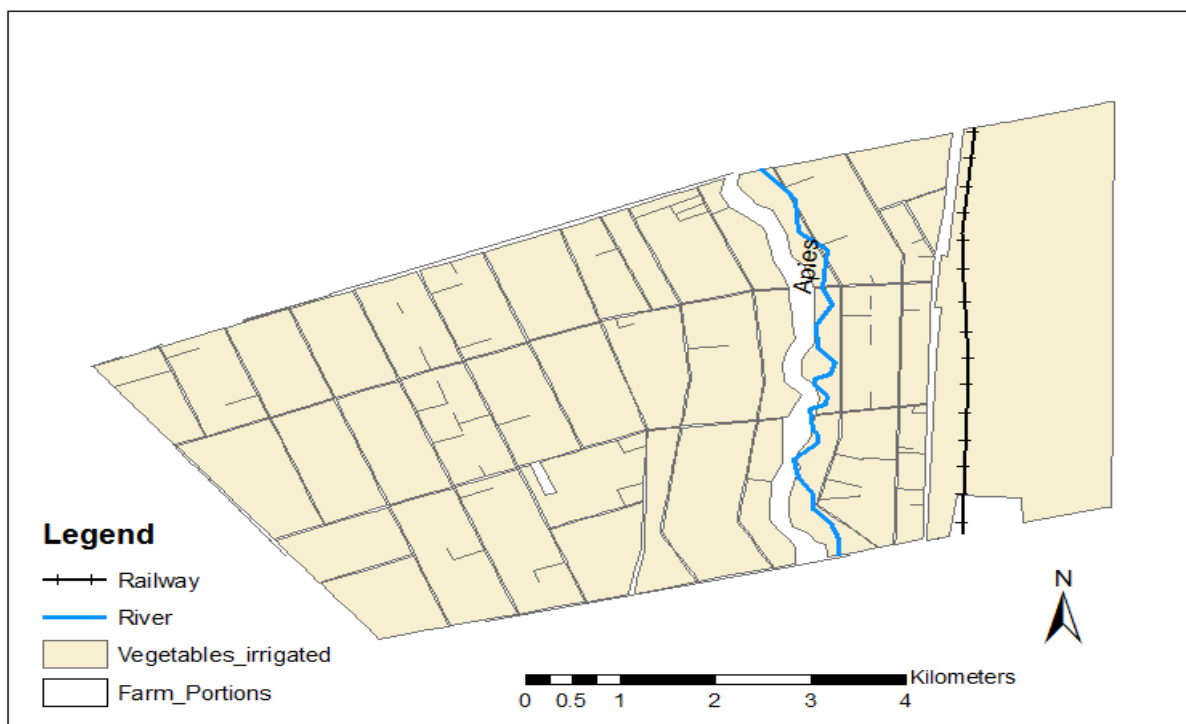 Apies
Legend
Railway
River
Vegetables_irrigated
Farm_Portions
N
Kilometers
0 0.5 1 2 3 4